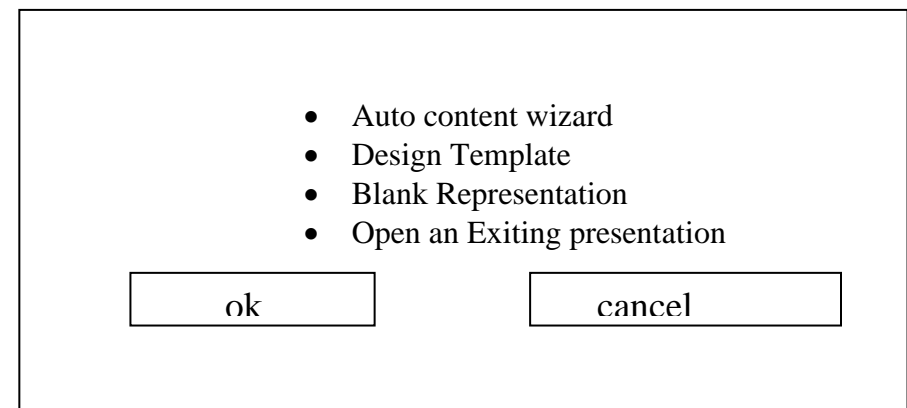 • Auto content wizard
• Design Template
• Blank Representation
• Open an Exiting presentation
ok cancel